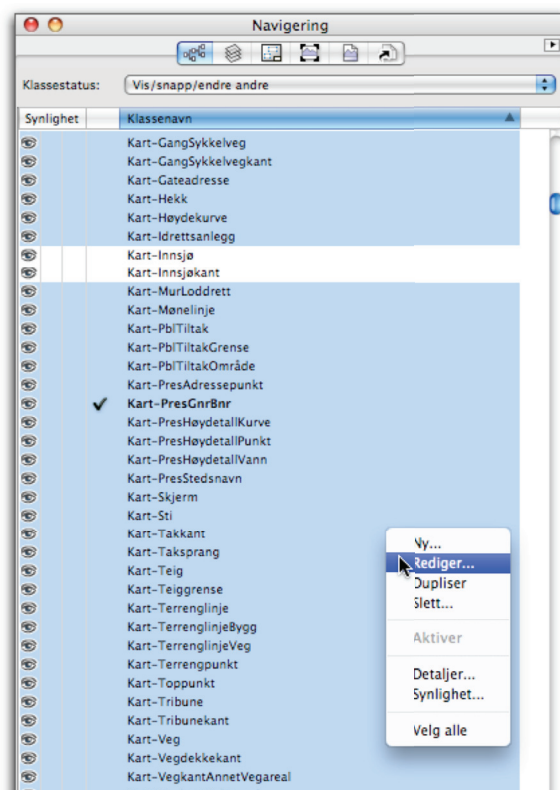 Navigering
Klassestatus: Vis/snapp/endre andre
Synlighet Klassenavn
Kart-GangSykkelveg
Kart-GangSykkelvegkant
Kart-Gateadresse
Kart-Hekk
Kart-Høydekurve
Kart-Idrettsanlegg
Kart-Innsjø
Kart-Innsjøkant
Kart-MurLoddrett
Kart-Mønelinje
Kart-PblTiltak
Kart-PblTiltakGrense
Kart-PblTiltakOmråde
Kart-PresAdressepunkt
Kart-PresGnrBnr
Kart-PresHøydetallKurve
Kart-PresHøydetallPunkt
Kart-PresHøydetallVann
Kart-PresStedsnavn
Kart-Skjerm
Kart-Sti
Kart-Takkant
Kart-Taksprang
Kart-Teig
Kart-Teiggrense
Kart-Terrenglinje
Kart-TerrenglinjeBygg
Kart-TerrenglinjeVeg
Kart-Terrengpunkt
Kart-Toppunkt
Kart-Tribune
Kart-Tribunekant
Kart-Veg
Kart-Vegdekkekant
Kart-VegkantAnnetVegareal
Ny...
Rediger...
Dupliser
Slett...
Aktiver
Detaljer...
Synlighet...
Velg alle